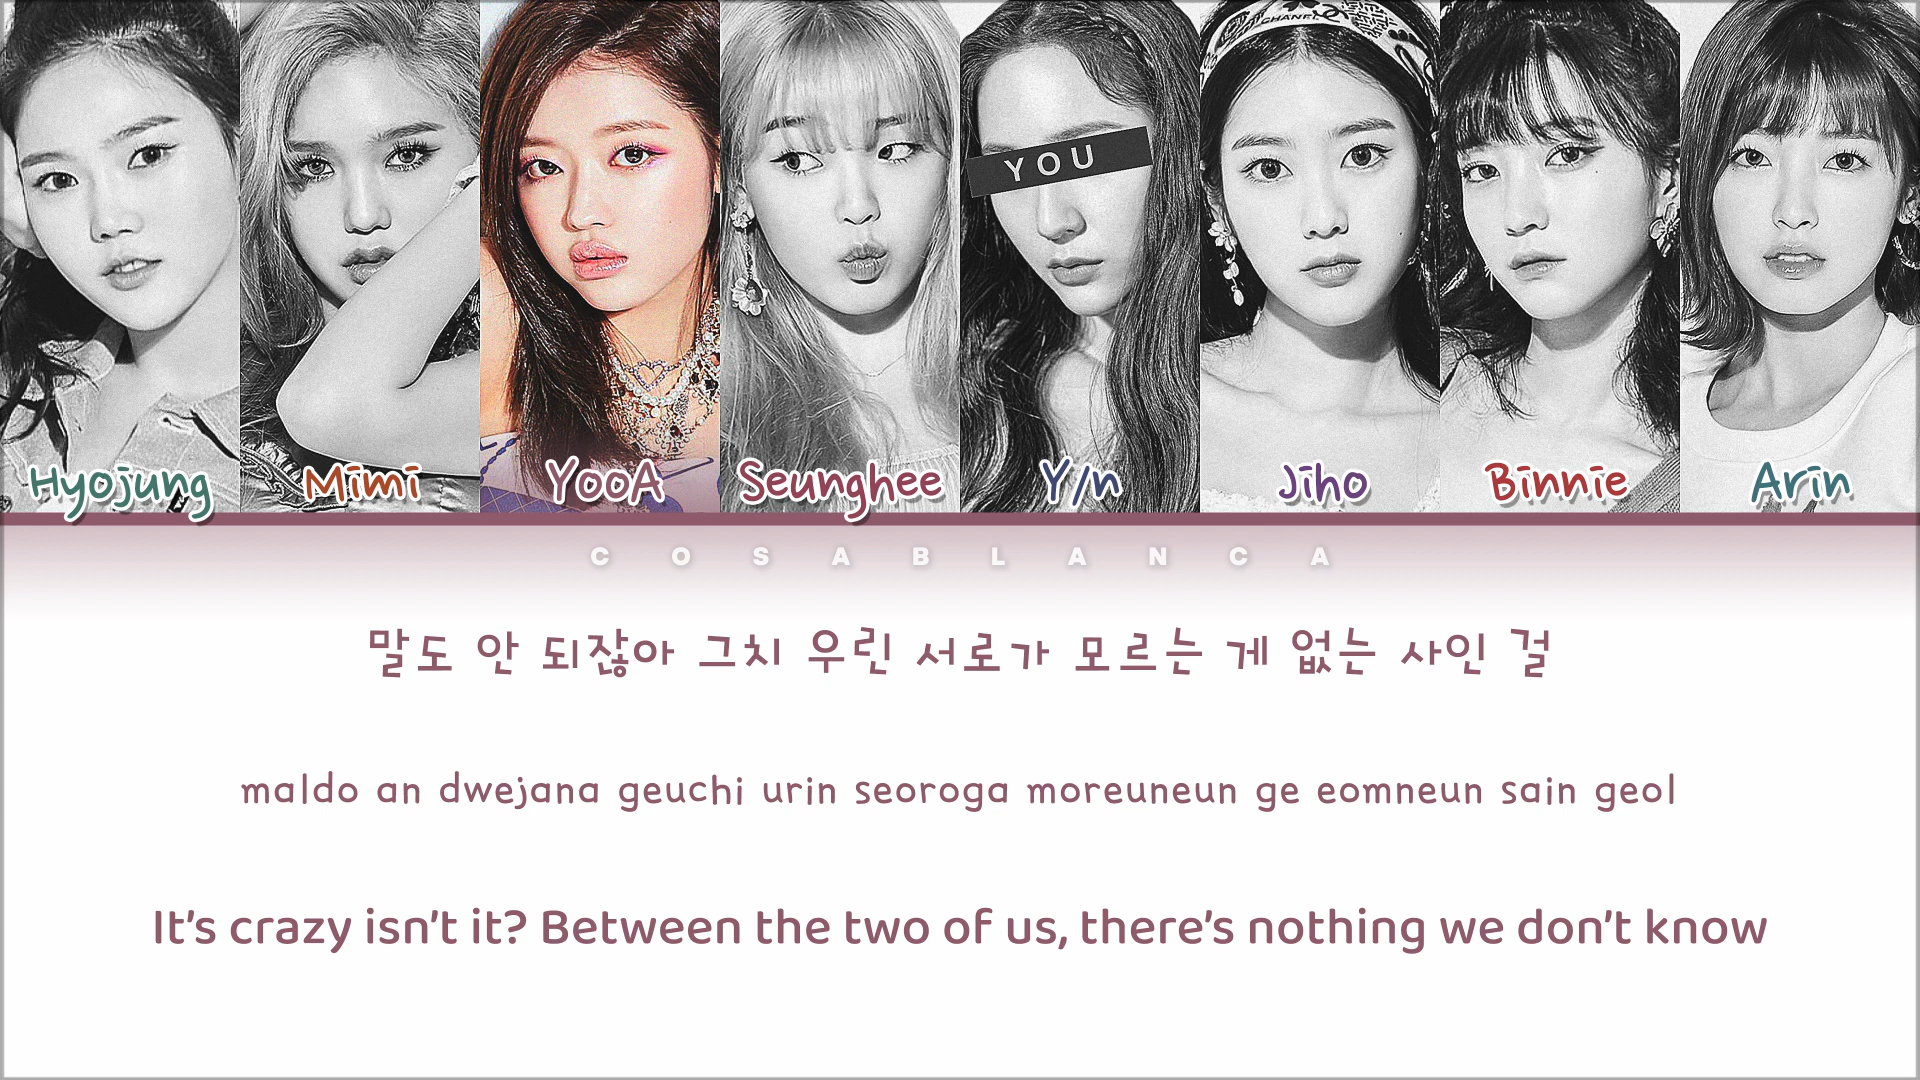 CHANEL
YOU
Hyojung Mimi YooA Seunghee Y/n Jiho Binnie Arin
COSABLANCA
말도 안 되잖아 그치 우린 서로가 모르는 게 없는 사인 걸
maldo an dwejana geuchi urin seoroga moreuneun ge eomneun sain geol
It's crazy isn't it? Between the two of us, there's nothing we don't know